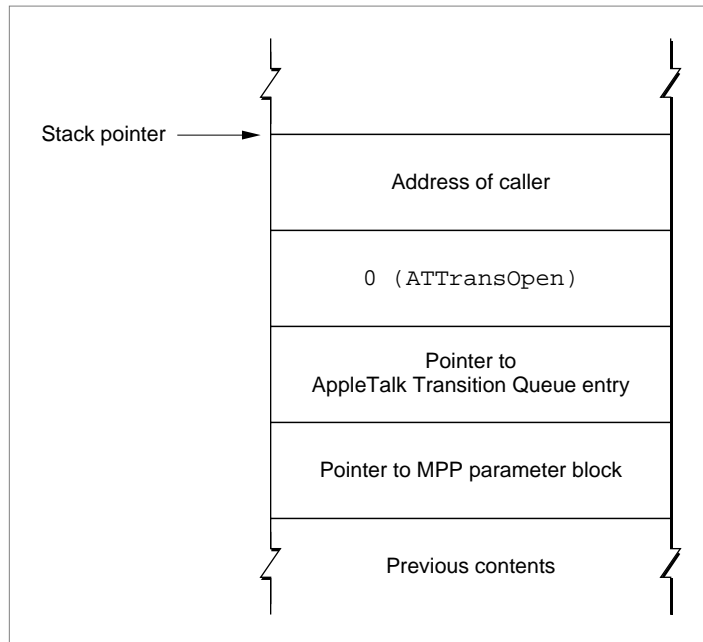 Stack pointer
Address of caller
0 (ATTransOpen)
Pointer to
AppleTalk Transition Queue entry
Pointer to MPP parameter block
Previous contents